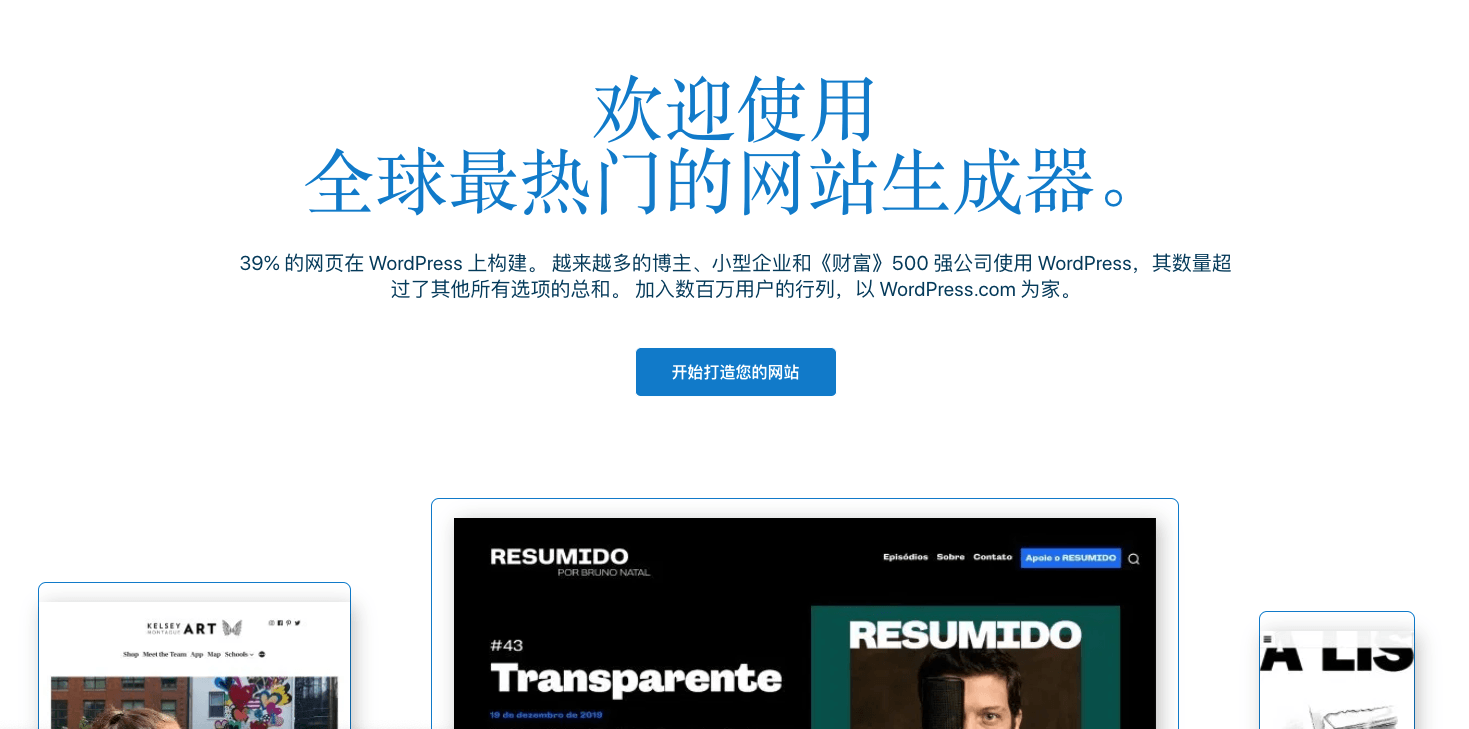 欢迎使用
全球最热门的网站生成器。
39% 的网页在 WordPress 上构建。 越来越多的博主、小型企业和《财富》500 强公司使用 WordPress，其数量超
过了其他所有选项的总和。 加入数百万用户的行列，以 WordPress.com 为家。
开始打造您的网站
RESUMIDO
POR BRUNO NATAL
Episódios Sobre Contato Apoie o RESUMIDO
#43
Transparente
19 de dezembro de 2019
RESUMIDO
KELSEY
MONTAGUE
ART
Shop Meet the Team App Map Schools
A LIS